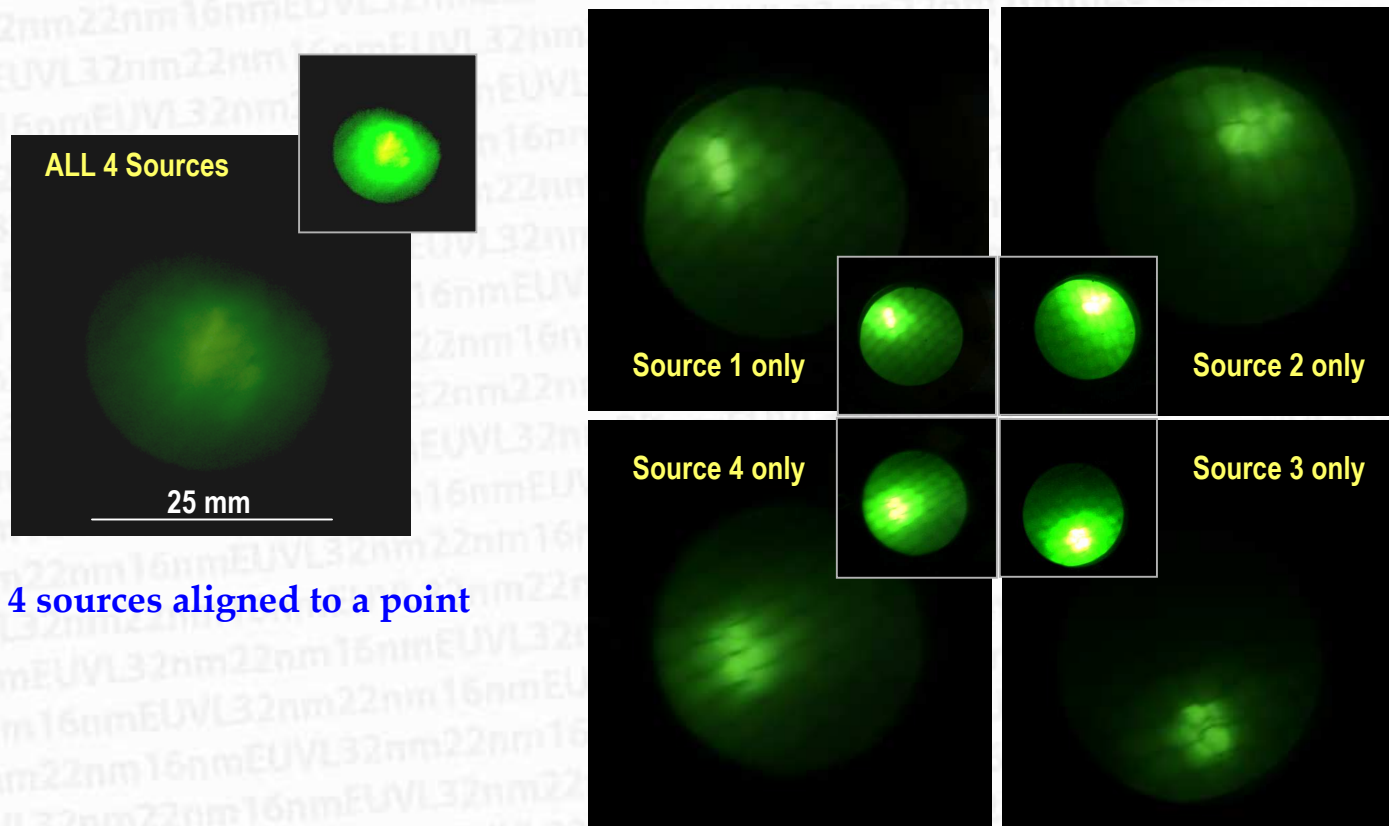 ALL 4 Sources
25 mm
4 sources aligned to a point
Source 1 only
Source 2 only
Source 4 only
Source 3 only